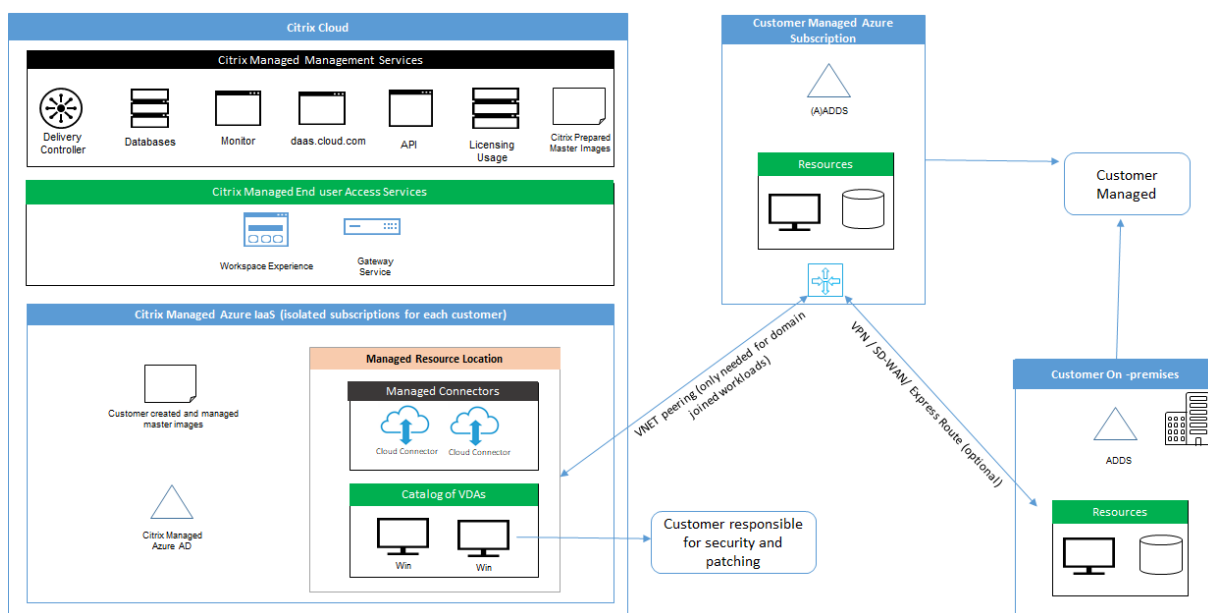 Citrix Cloud
Citrix Managed Management Services
Delivery
Controller
Databases
Monitor
daas.cloud.com
API
Licensing
Usage
Citrix Prepared
Master Images
Citrix Managed End user Access Services
Workspace Experience
Gateway
Service
Citrix Managed Azure IaaS (isolated subscriptions for each customer)
Customer created and managed
master images
Citrix Managed
Azure AD
Managed Resource Location
Managed Connectors
Cloud Connector
Cloud Connector
Catalog of VDAs
Win
Win
Customer responsible
for security and
patching
VNET peering (only needed for domain
joined workloads)
Customer Managed Azure
Subscription
(A)ADDS
Resources
VPN / SD-WAN/ Express Route (optional)
Customer
Managed
Customer On -premises
ADDS
Resources